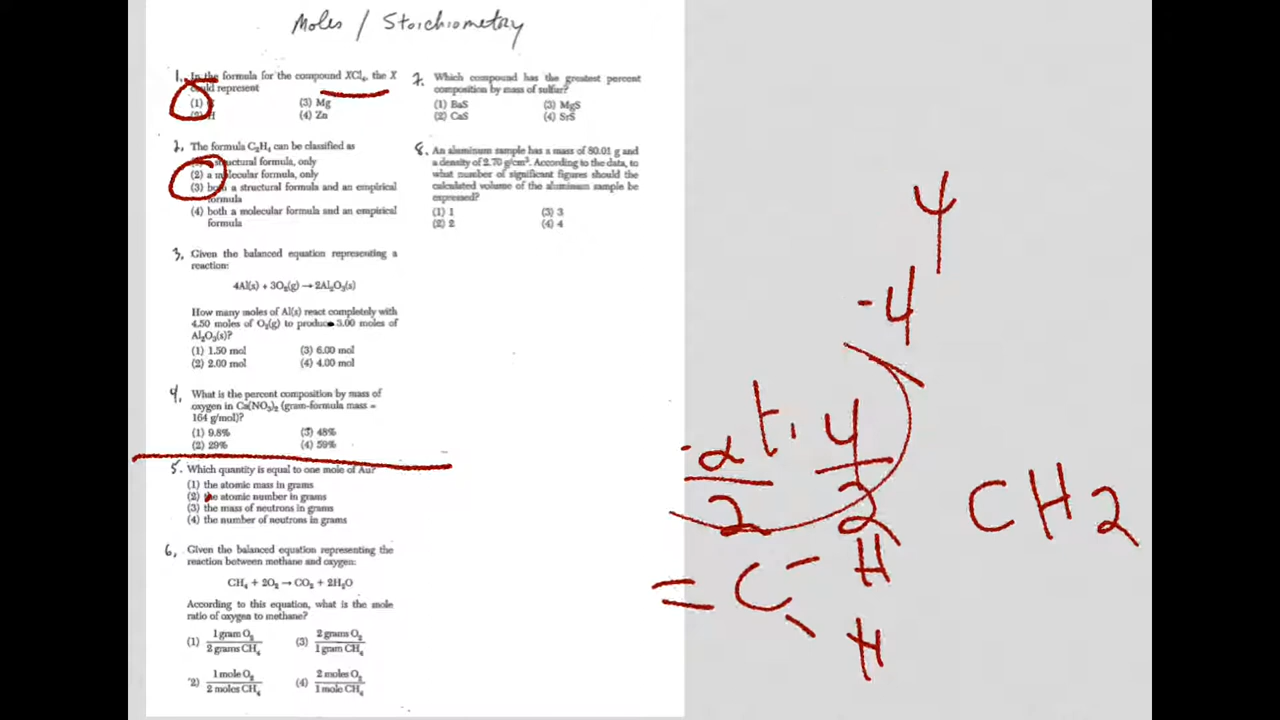 Moles / Stoichiometry
1. In the formula for the compound XCl₄, the X
could represent
(1) (3) Mg
(2) H (4) Zn
2. The formula C₂H₄ can be classified as
structural formula, only
(2) a molecular formula, only
(3) both a structural formula and an empirical
formula
(4) both a molecular formula and an empirical
formula
3. Given the balanced equation representing a
reaction:
4Al(s) + 3O₂(g) → 2Al₂O₃(s)
How many moles of Al(s) react completely with
4.50 moles of O₂(g) to produce 3.00 moles of
Al₂O₃(s)?
(1) 1.50 mol (3) 6.00 mol
(2) 2.00 mol (4) 4.00 mol
4. What is the percent composition by mass of
oxygen in Ca(NO₃)₂ (gram-formula mass =
164 g/mol)?
(1) 9.8% (3) 48%
(2) 29% (4) 59%
5. Which quantity is equal to one mole of Au?
(1) the atomic mass in grams
(2) the atomic number in grams
(3) the mass of neutrons in grams
(4) the number of neutrons in grams
6, Given the balanced equation representing the
reaction between methane and oxygen:
CH₄ + 2O₂ → CO₂ + 2H₂O
According to this equation, what is the mole
ratio of oxygen to methane?
(1) 1 gram O₂ (3) 2 grams O₂
2 grams CH₄ 1 gram CH₄
2) 1 mole O₂ (4) 2 moles O₂
2 moles CH₄ 1 mole CH₄
7. Which compound has the greatest percent
composition by mass of sulfur?
(1) BaS (3) MgS
(2) CaS (4) SrS
8. An aluminum sample has a mass of 80.01 g and
a density of 2.70 g/cm³. According to the data, to
what number of significant figures should the
calculated volume of the aluminum sample be
expressed?
(1) 1 (3) 3
(2) 2 (4) 4
4
-4
-2 t. 4
2 2
= C - H
H
CH2